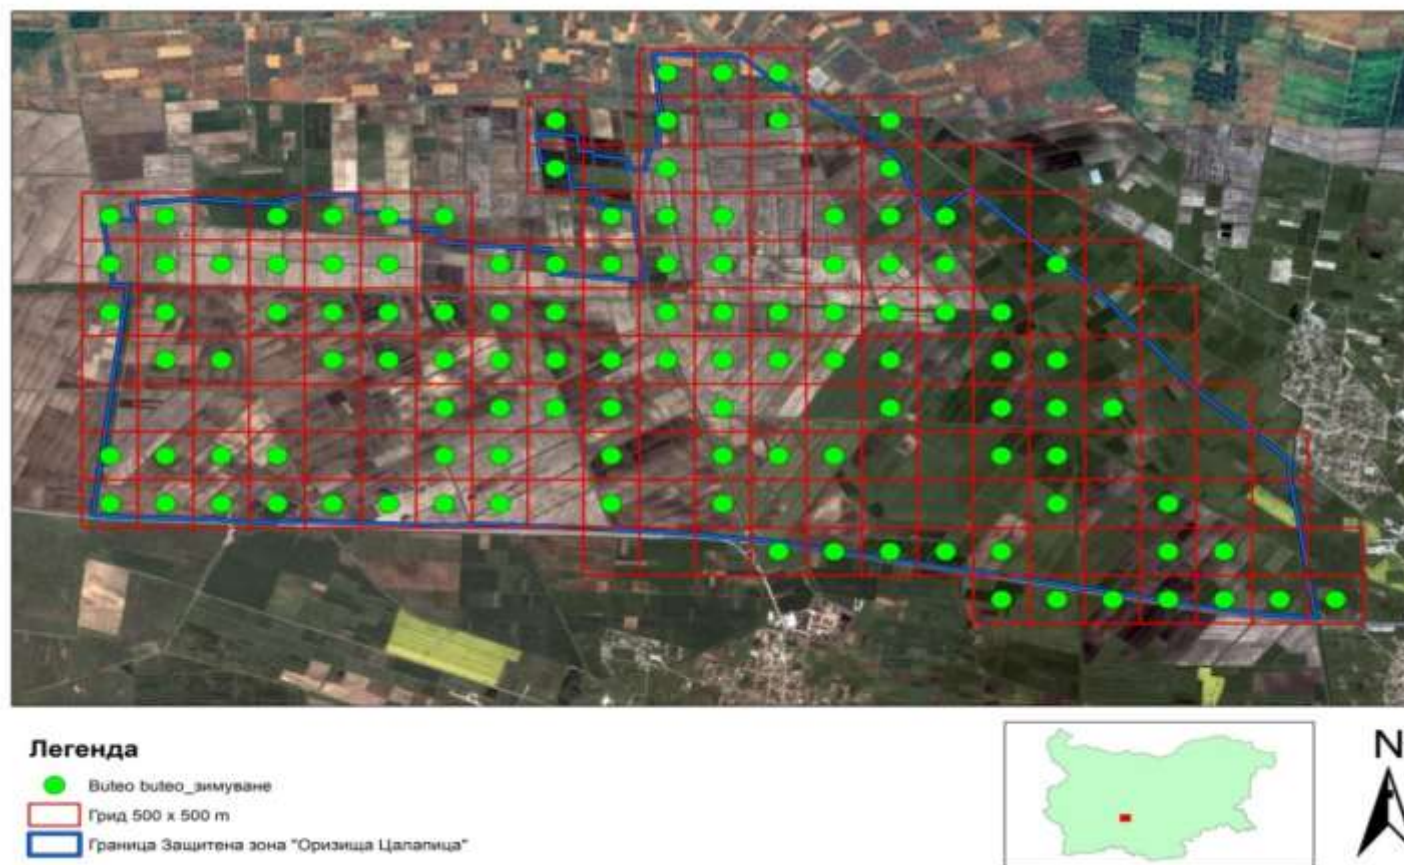 Легенда
Buteo buteo_зимуване
Грид 500 x 500 m
Граница Защитена зона "Оризища Цалапица"
N